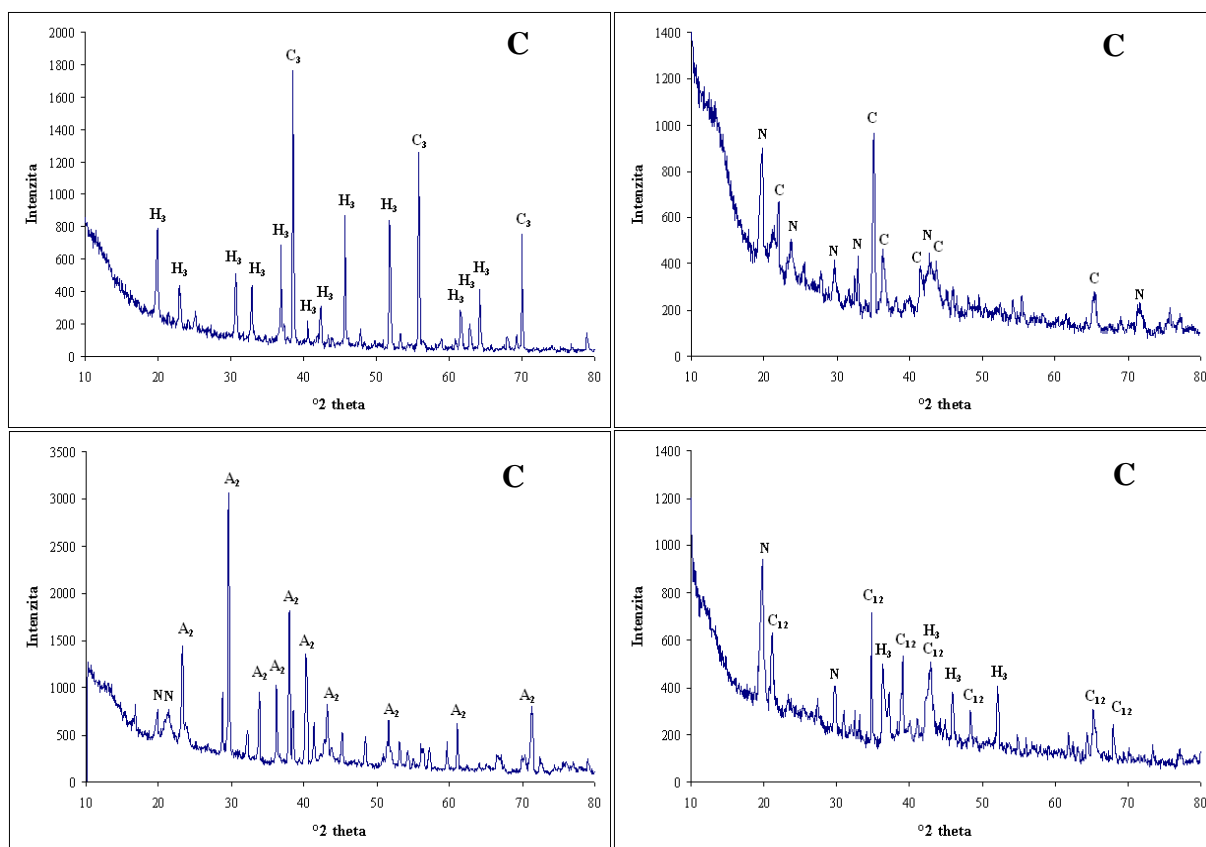 C
Intenzita
2000
1800
1600
1400
1200
1000
800
600
400
200
0
C₃
C₃
H₃
H₃
H₃
H₃
H₃
H₃
H₃
H₃
H₃
H₃
H₃
H₃
C₃
10 20 30 40 50 60 70 80
°2 theta
C
Intenzita
1400
1200
1000
800
600
400
200
0
C
N
C
N
N
N
C
C
N
C
C
N
10 20 30 40 50 60 70 80
°2 theta
C
Intenzita
3500
3000
2500
2000
1500
1000
500
0
A₂
A₂
A₂
A₂
A₂
A₂
N N
A₂
A₂
A₂
A₂
10 20 30 40 50 60 70 80
°2 theta
C
Intenzita
1400
1200
1000
800
600
400
200
0
N
C₁₂
C₁₂
N
H₃
C₁₂
H₃
C₁₂
H₃
C₁₂
H₃
C₁₂
C₁₂
10 20 30 40 50 60 70 80
°2 theta